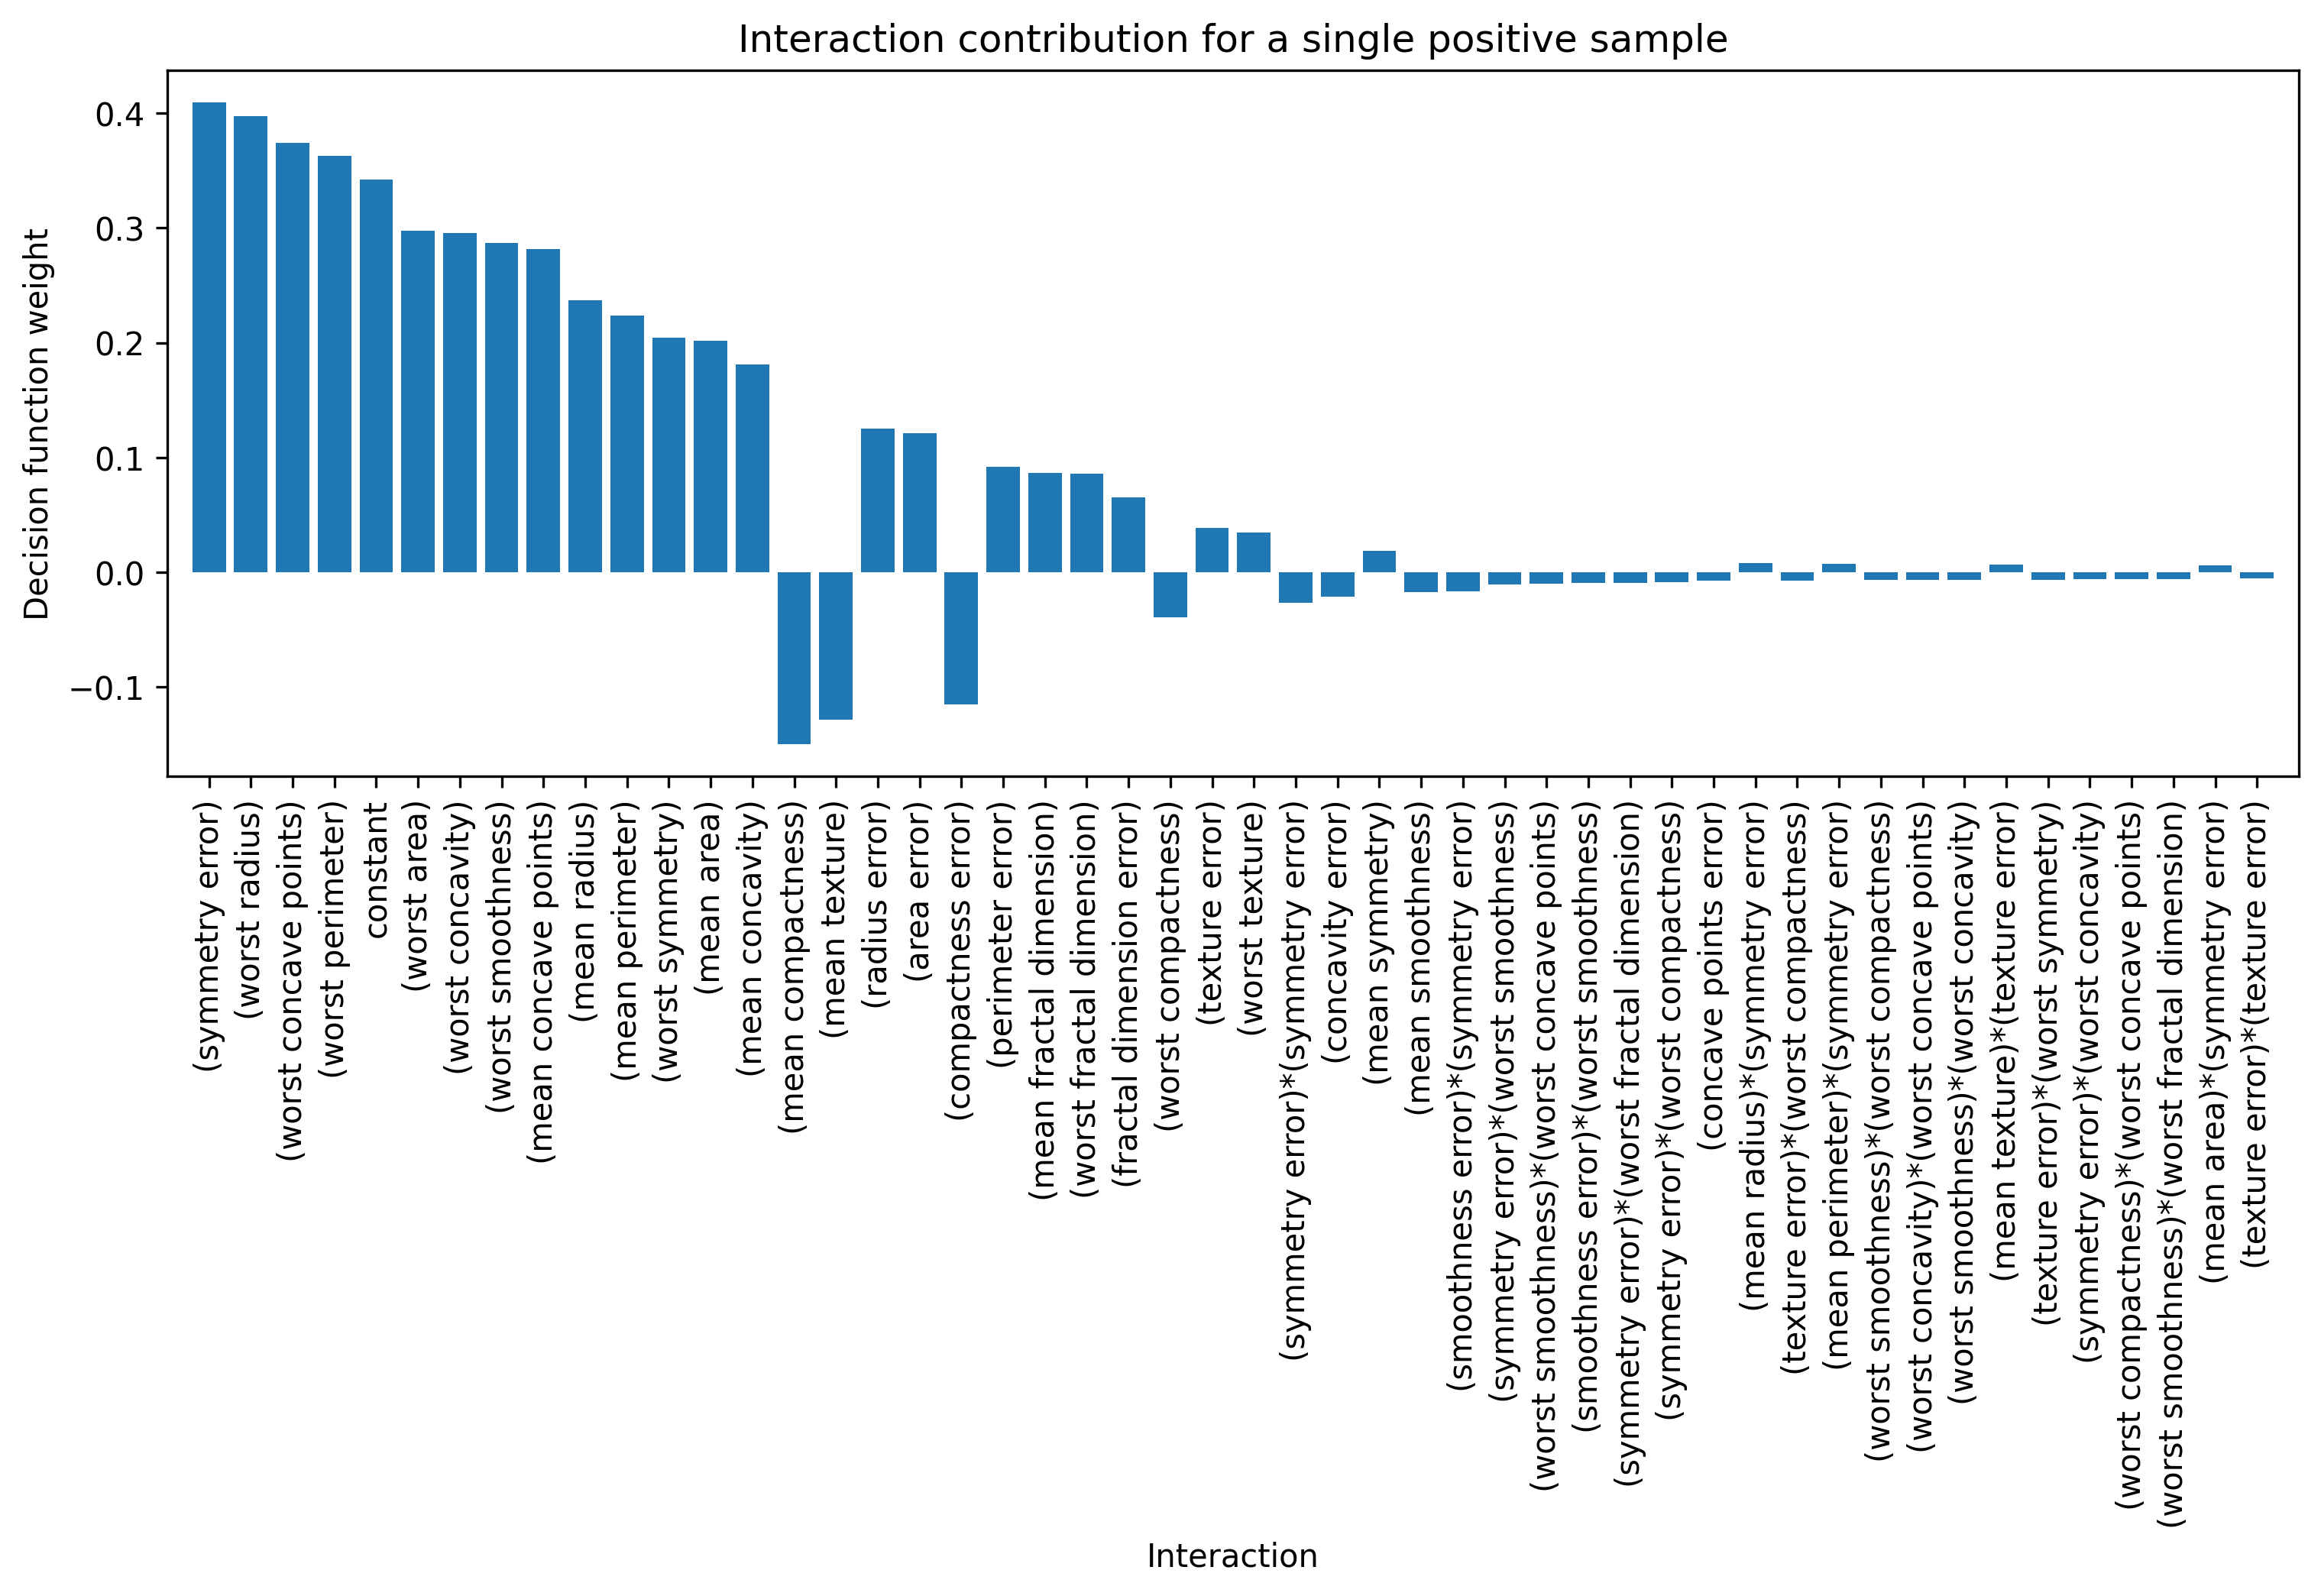 Interaction contribution for a single positive sample
Decision function weight
0.4
0.3
0.2
0.1
0.0
−0.1
(symmetry error)
(worst radius)
(worst concave points)
(worst perimeter)
constant
(worst area)
(worst concavity)
(worst smoothness)
(mean concave points)
(mean radius)
(mean perimeter)
(worst symmetry)
(mean area)
(mean concavity)
(mean compactness)
(mean texture)
(radius error)
(area error)
(compactness error)
(perimeter error)
(mean fractal dimension)
(worst fractal dimension)
(fractal dimension error)
(worst compactness)
(texture error)
(worst texture)
(symmetry error)*(symmetry error)
(concavity error)
(mean symmetry)
(mean smoothness)
(smoothness error)*(symmetry error)
(symmetry error)*(worst smoothness)
(worst smoothness)*(worst concave points)
(smoothness error)*(worst smoothness)
(symmetry error)*(worst fractal dimension)
(symmetry error)*(worst compactness)
(concave points error)
(mean radius)*(symmetry error)
(texture error)*(worst compactness)
(mean perimeter)*(symmetry error)
(worst smoothness)*(worst compactness)
(worst concavity)*(worst concave points)
(worst smoothness)*(worst concavity)
(mean texture)*(texture error)
(texture error)*(worst symmetry)
(symmetry error)*(worst concavity)
(worst compactness)*(worst concave points)
(worst smoothness)*(worst fractal dimension)
(mean area)*(symmetry error)
(texture error)*(texture error)
Interaction